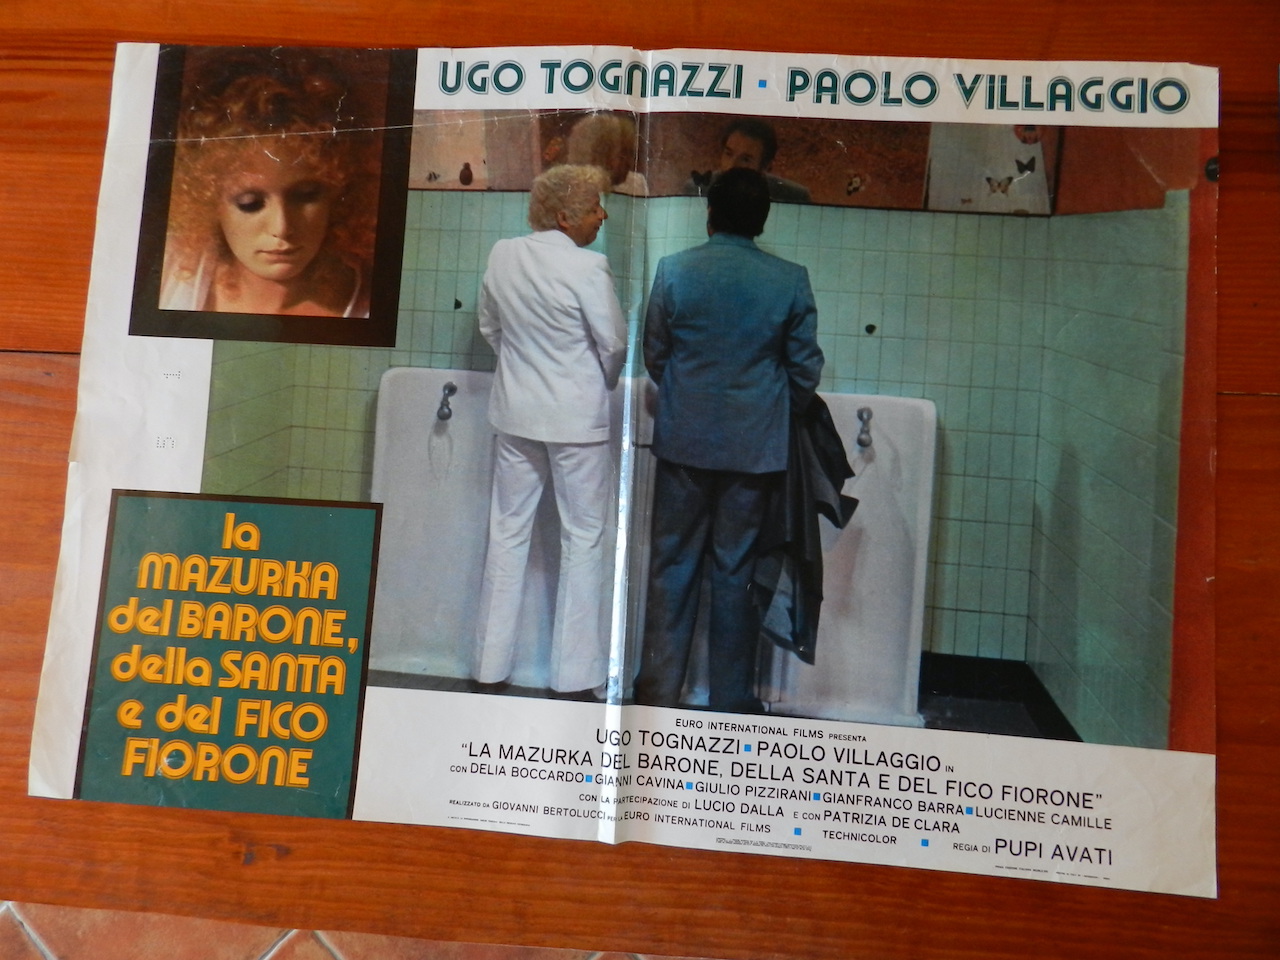 UGO TOGNAZZI ▪ PAOLO VILLAGGIO
la
MAZURKA
del BARONE,
della SANTA
e del FICO
FIORONE
EURO INTERNATIONAL FILMS PRESENTA
UGO TOGNAZZI ▪ PAOLO VILLAGGIO IN
"LA MAZURKA DEL BARONE, DELLA SANTA E DEL FICO FIORONE"
CON DELIA BOCCARDO ▪ GIANNI CAVINA ▪ GIULIO PIZZIRANI ▪ GIANFRANCO BARRA ▪ LUCIENNE CAMILLE
CON LA PARTECIPAZIONE DI LUCIO DALLA E CON PATRIZIA DE CLARA
REALIZZATO DA GIOVANNI BERTOLUCCI PER LA EURO INTERNATIONAL FILMS ▪ TECHNICOLOR ▪ REGIA DI PUPI AVATI